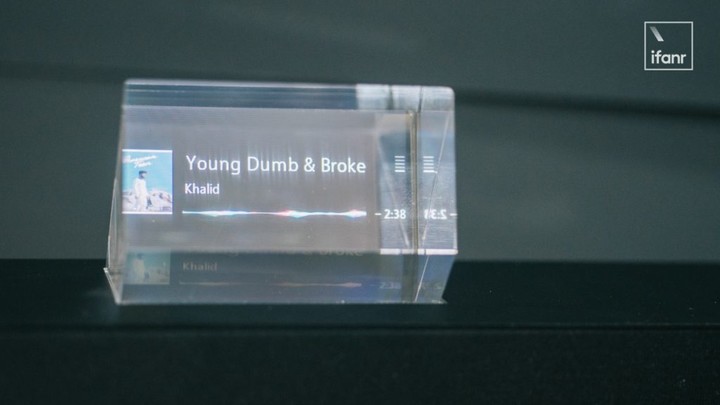 ifanr
Young Dumb & Broke
Khalid
-2:38
Khalid